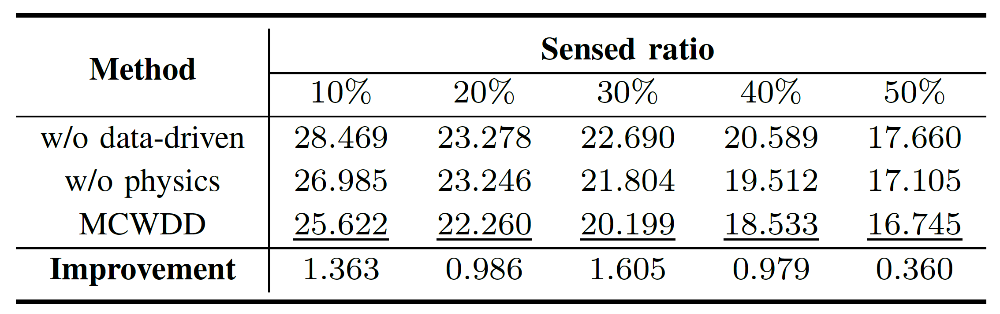 Sensed ratio
Method
10% 20% 30% 40% 50%
w/o data-driven 28.469 23.278 22.690 20.589 17.660
w/o physics 26.985 23.246 21.804 19.512 17.105
MCWDD 25.622 22.260 20.199 18.533 16.745
Improvement 1.363 0.986 1.605 0.979 0.360